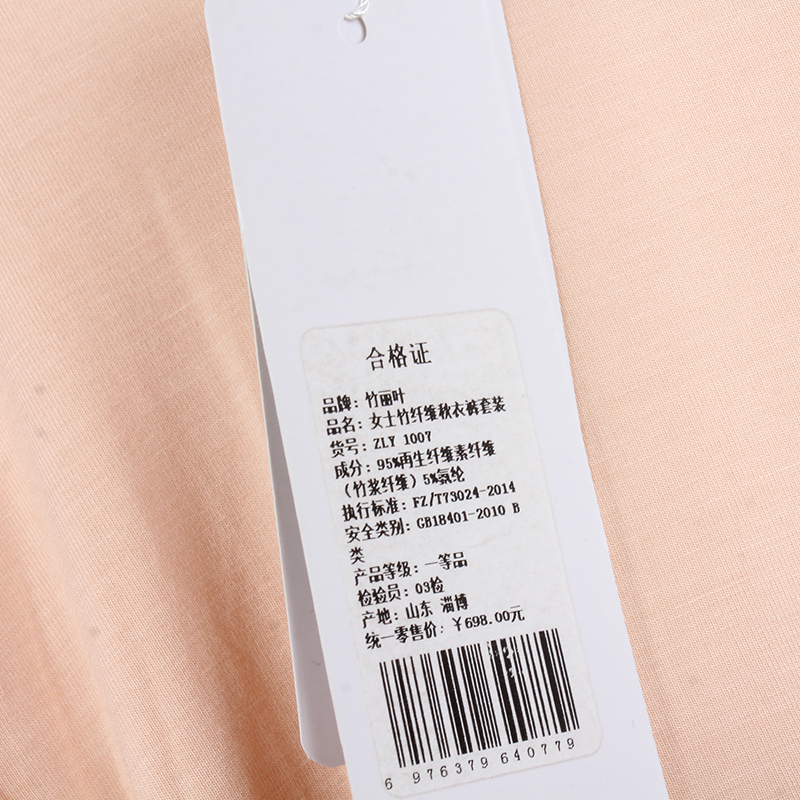 合格证
品牌：竹丽叶
品名：女士竹纤维秋衣裤套装
货号：ZLY 1007
成分：95%再生纤维素纤维
（竹浆纤维）5%氨纶
执行标准：FZ/T73024-2014
安全类别：GB18401-2010 B
类
产品等级：一等品
检验员：03检
产地：山东 淄博
统一零售价：￥698.00元
6 976379 640779